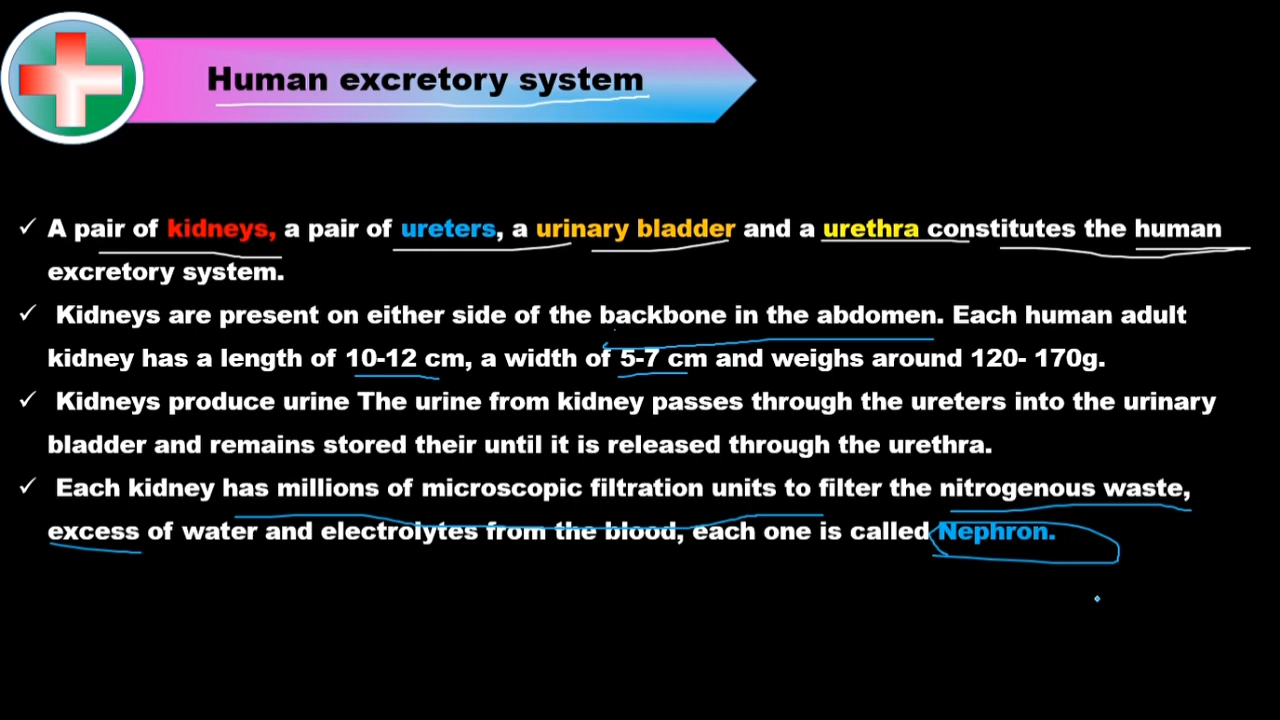 Human excretory system
✓ A pair of kidneys, a pair of ureters, a urinary bladder and a urethra constitutes the human
excretory system.
✓ Kidneys are present on either side of the backbone in the abdomen. Each human adult
kidney has a length of 10-12 cm, a width of 5-7 cm and weighs around 120- 170g.
✓ Kidneys produce urine The urine from kidney passes through the ureters into the urinary
bladder and remains stored their until it is released through the urethra.
✓ Each kidney has millions of microscopic filtration units to filter the nitrogenous waste,
excess of water and electrolytes from the blood, each one is called Nephron.